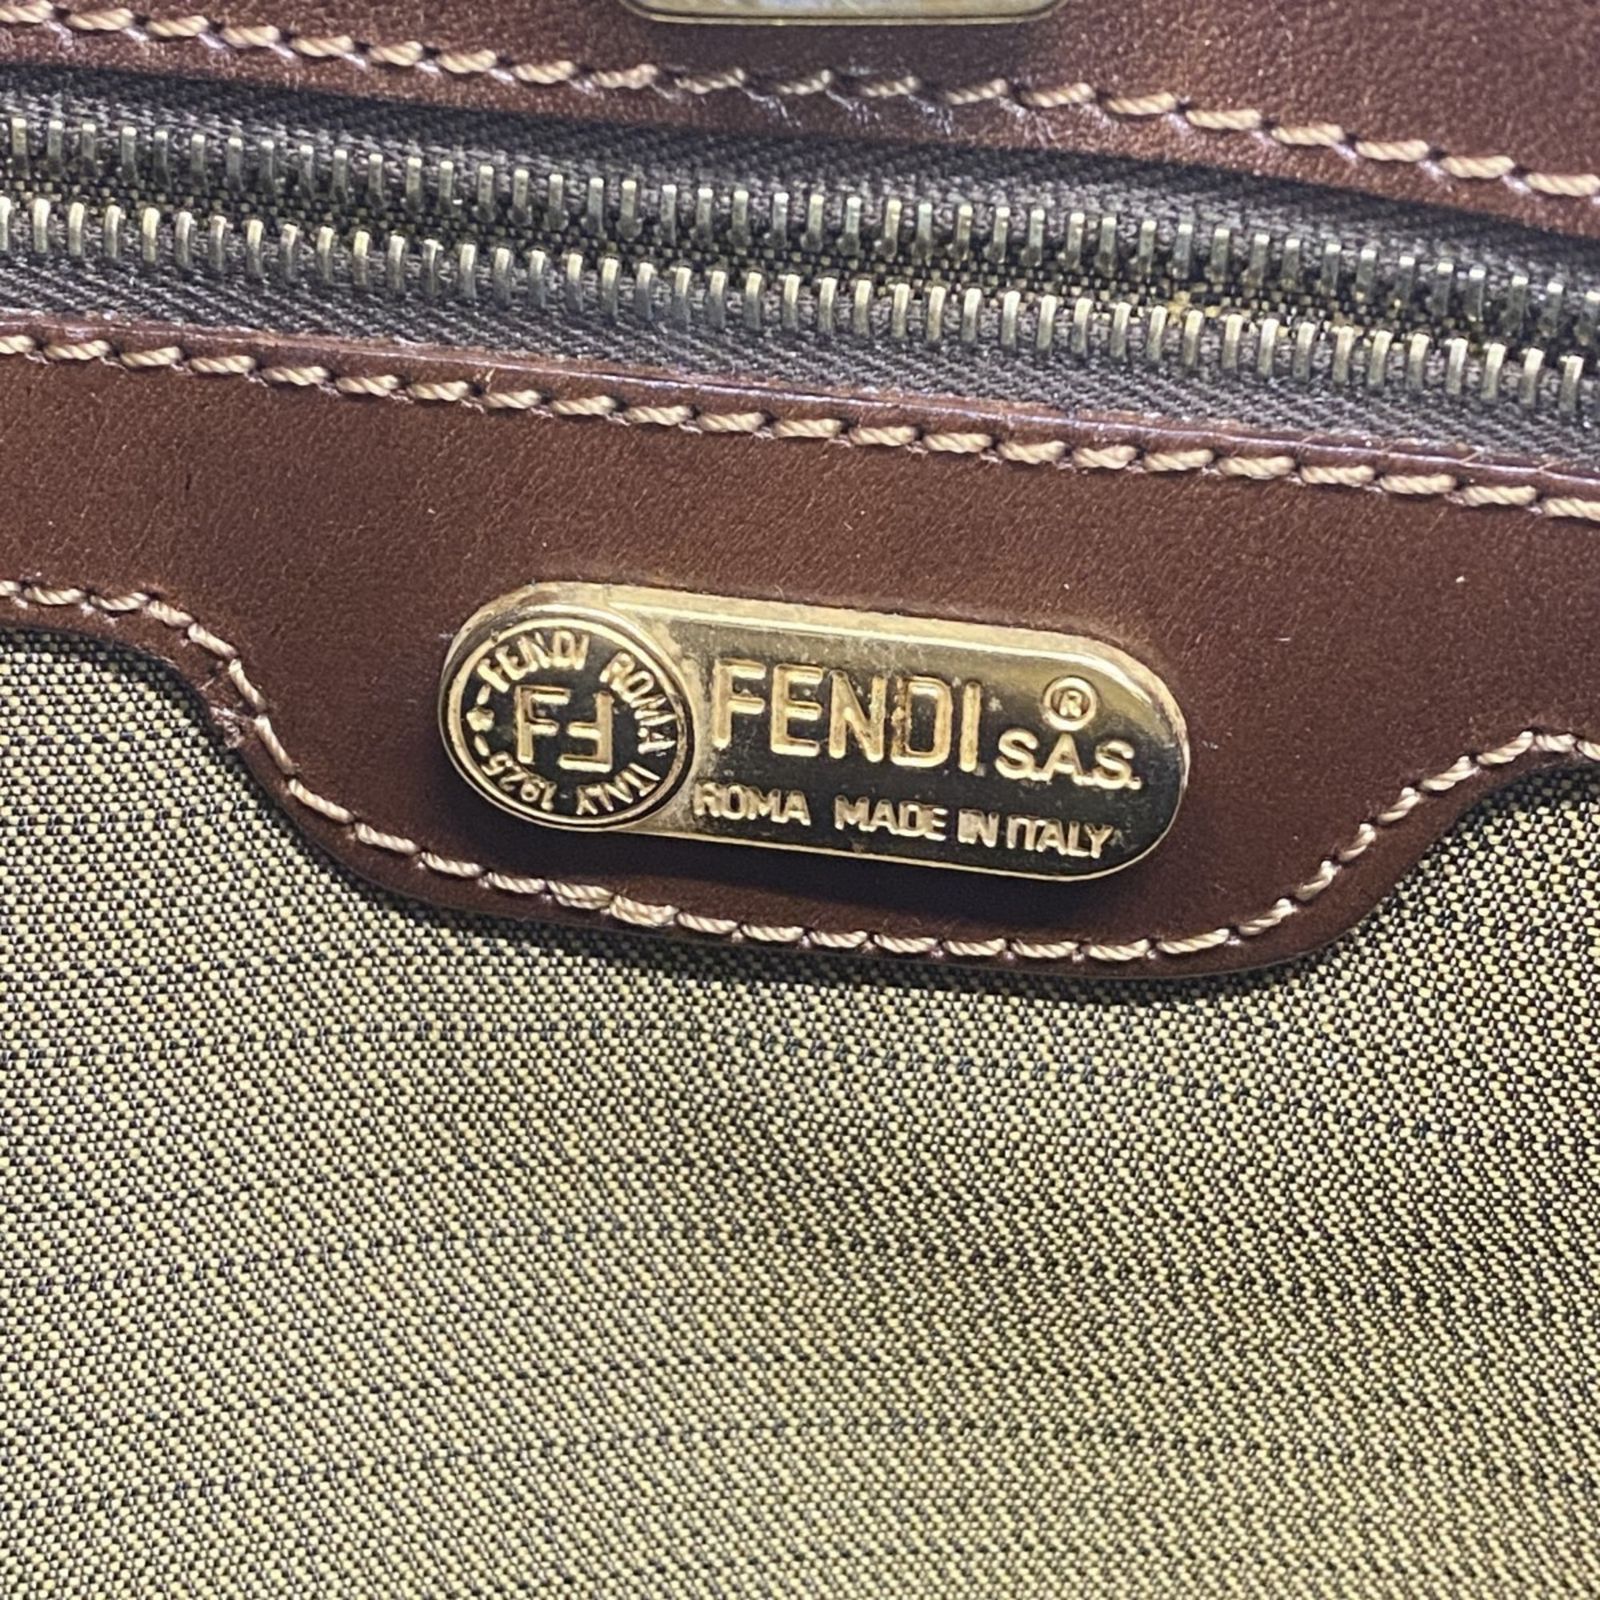 FENDI ROMA ITALY - 1925 -
FF
FENDI S.A.S.®
ROMA MADE IN ITALY